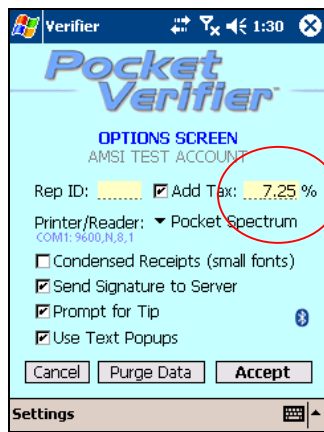 Verifier 1:30
Pocket
Verifier
OPTIONS SCREEN
AMSI TEST ACCOUNT
Rep ID: Add Tax: 7.25 %
Printer/Reader: Pocket Spectrum
COM1: 9600,N,8,1
Condensed Receipts (small fonts)
Send Signature to Server
Prompt for Tip
Use Text Popups
Cancel Purge Data Accept
Settings